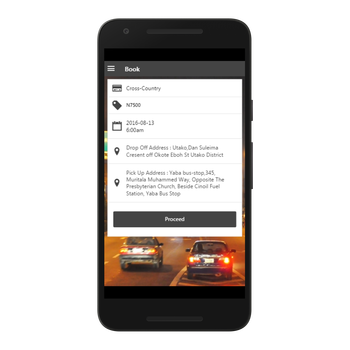 Book
Cross-Country
N7500
2016-08-13
6:00am
Drop Off Address : Utako,Dan Suleima
Cresent off Okote Eboh St Utako District
Pick Up Address : Yaba bus-stop,345,
Muritala Muhammed Way, Opposite The
Presbyterian Church, Beside Cinoil Fuel
Station, Yaba Bus Stop
Proceed